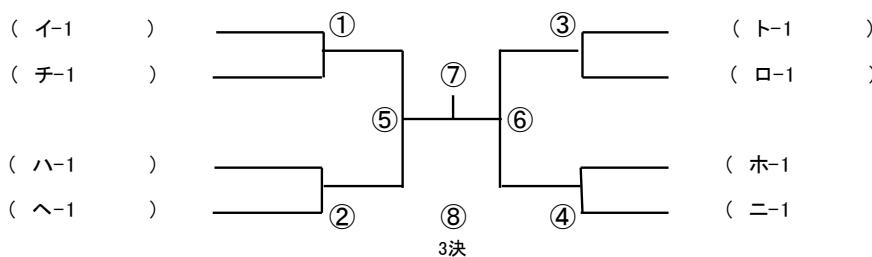 ( イ-1 ) ① ③ ( ト-1 )
( チ-1 ) ⑦ ( ロ-1 )
⑤ ⑥
( ハ-1 ) ( ホ-1
( ヘ-1 ) ② ⑧ ④ ( ニ-1
3決